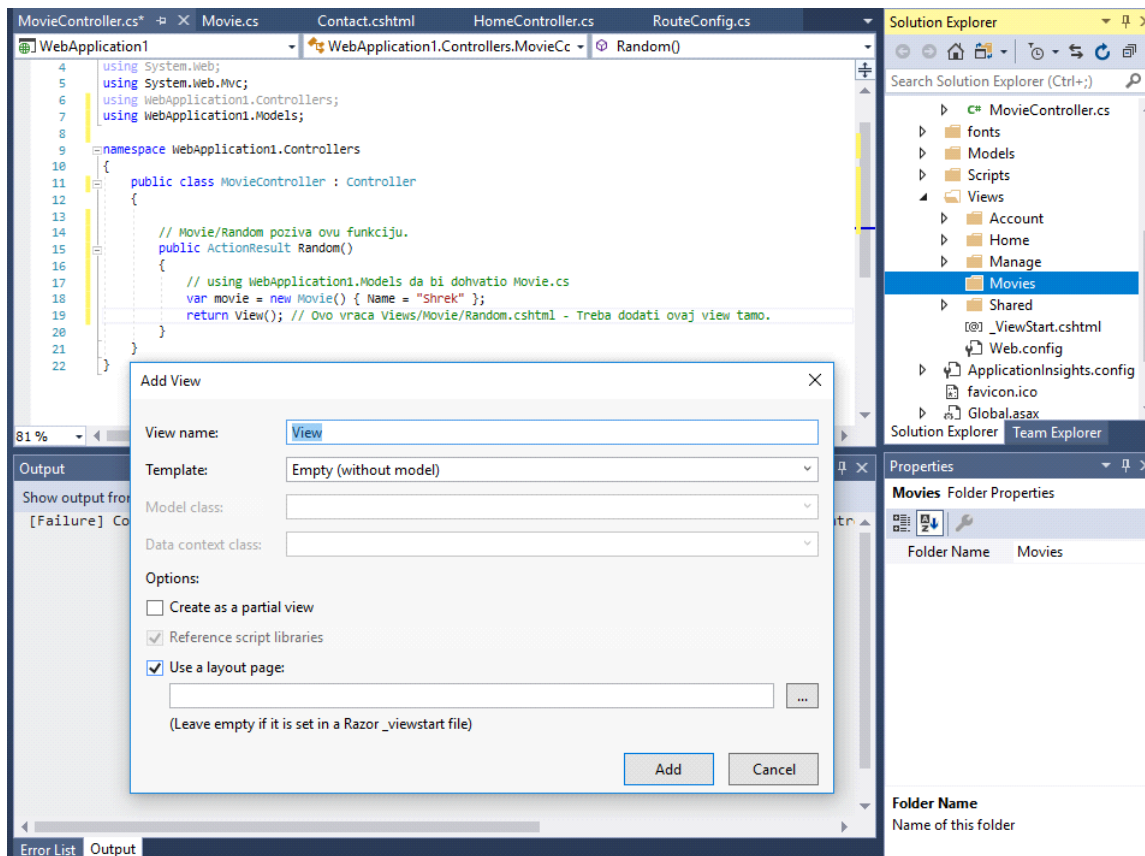 MovieController.cs* Movie.cs Contact.cshtml HomeController.cs RouteConfig.cs
WebApplication1 WebApplication1.Controllers.MovieCc Random()
4 using System.Web;
5 using System.Web.Mvc;
6 using WebApplication1.Controllers;
7 using WebApplication1.Models;
8
9 namespace WebApplication1.Controllers
10 {
11 public class MovieController : Controller
12 {
13
14 // Movie/Random poziva ovu funkciju.
15 public ActionResult Random()
16 {
17 // using WebApplication1.Models da bi dohvatio Movie.cs
18 var movie = new Movie() { Name = "Shrek" };
19 return View(); // Ovo vraca Views/Movie/Random.cshtml - Treba dodati ovaj view tamo.
20 }
21 }
22 }
81 %
Output
Show output fror
[Failure] Co
Error List Output
Add View
View name: View
Template: Empty (without model)
Model class:
Data context class:
Options:
Create as a partial view
Reference script libraries
Use a layout page:
...
(Leave empty if it is set in a Razor _viewstart file)
Add Cancel
Solution Explorer
Search Solution Explorer (Ctrl+;)
C# MovieController.cs
fonts
Models
Scripts
Views
Account
Home
Manage
Movies
Shared
[@] _ViewStart.cshtml
Web.config
ApplicationInsights.config
favicon.ico
Global.asax
Solution Explorer Team Explorer
Properties
Movies Folder Properties
Folder Name Movies
Folder Name
Name of this folder